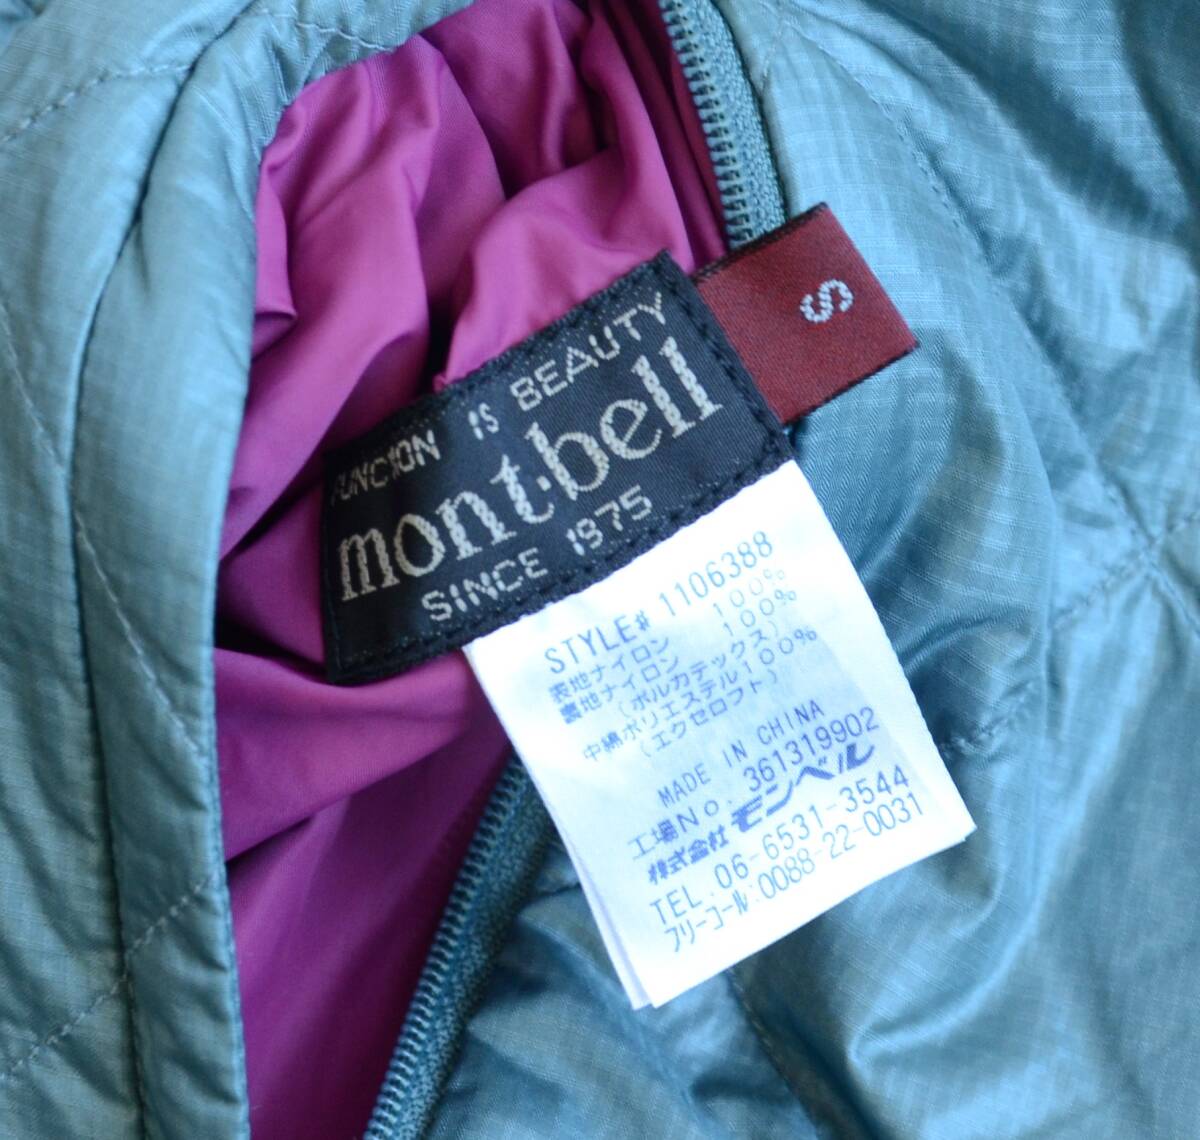 FUNCTION IS BEAUTY
mont·bell
SINCE 1975
S
STYLE# 1106388
表地ナイロン 100%
裏地ナイロン 100%
(ポルカテックス)
中綿ポリエステル100%
(エクセロフト)
MADE IN CHINA
工場No. 361319902
株式会社 モンベル
TEL:06-6531-3544
フリーコール:0088-22-0031